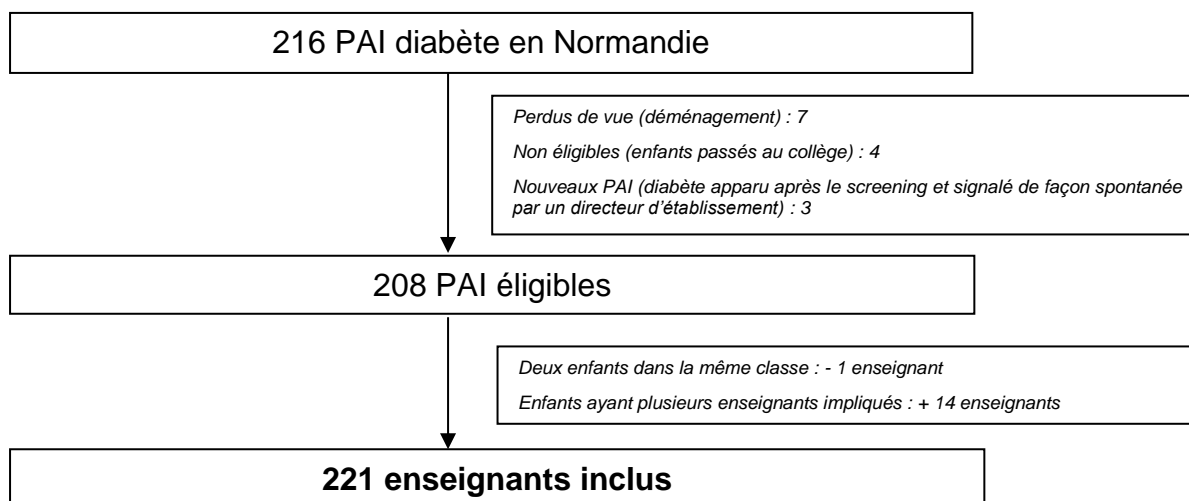 216 PAI diabète en Normandie
Perdus de vue (déménagement) : 7
Non éligibles (enfants passés au collège) : 4
Nouveaux PAI (diabète apparu après le screening et signalé de façon spontanée
par un directeur d’établissement) : 3
208 PAI éligibles
Deux enfants dans la même classe : - 1 enseignant
Enfants ayant plusieurs enseignants impliqués : + 14 enseignants
221 enseignants inclus